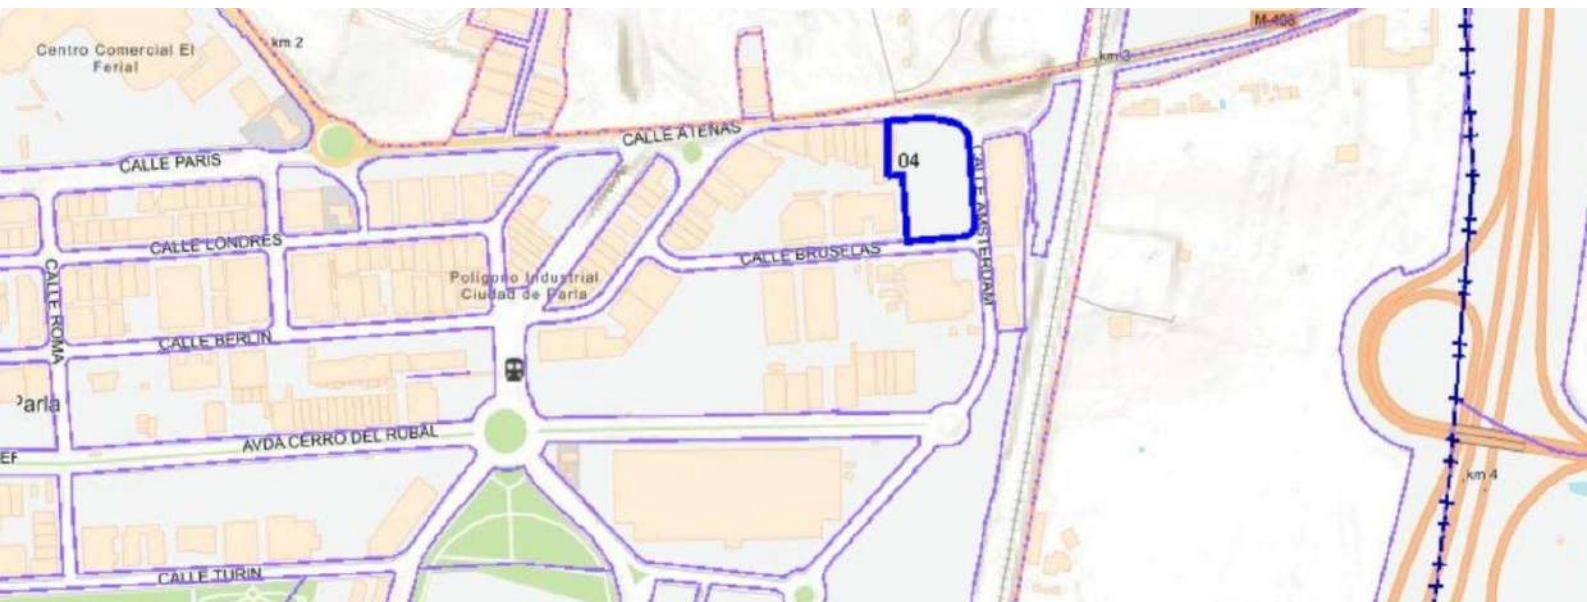 M-408
km 2
Centro Comercial El
Ferial
km 3
CALLE ATENAS
CALLE PARIS
04
CALLE AMSTERDAM
CALLE LONDRES
CALLE BRUSELAS
CALLE ROMA
Polígono Industrial
Ciudad de Parla
CALLE BERLIN
Parla
AVDA CERRO DEL RUBAL
EF
km 4
CALLE TURIN